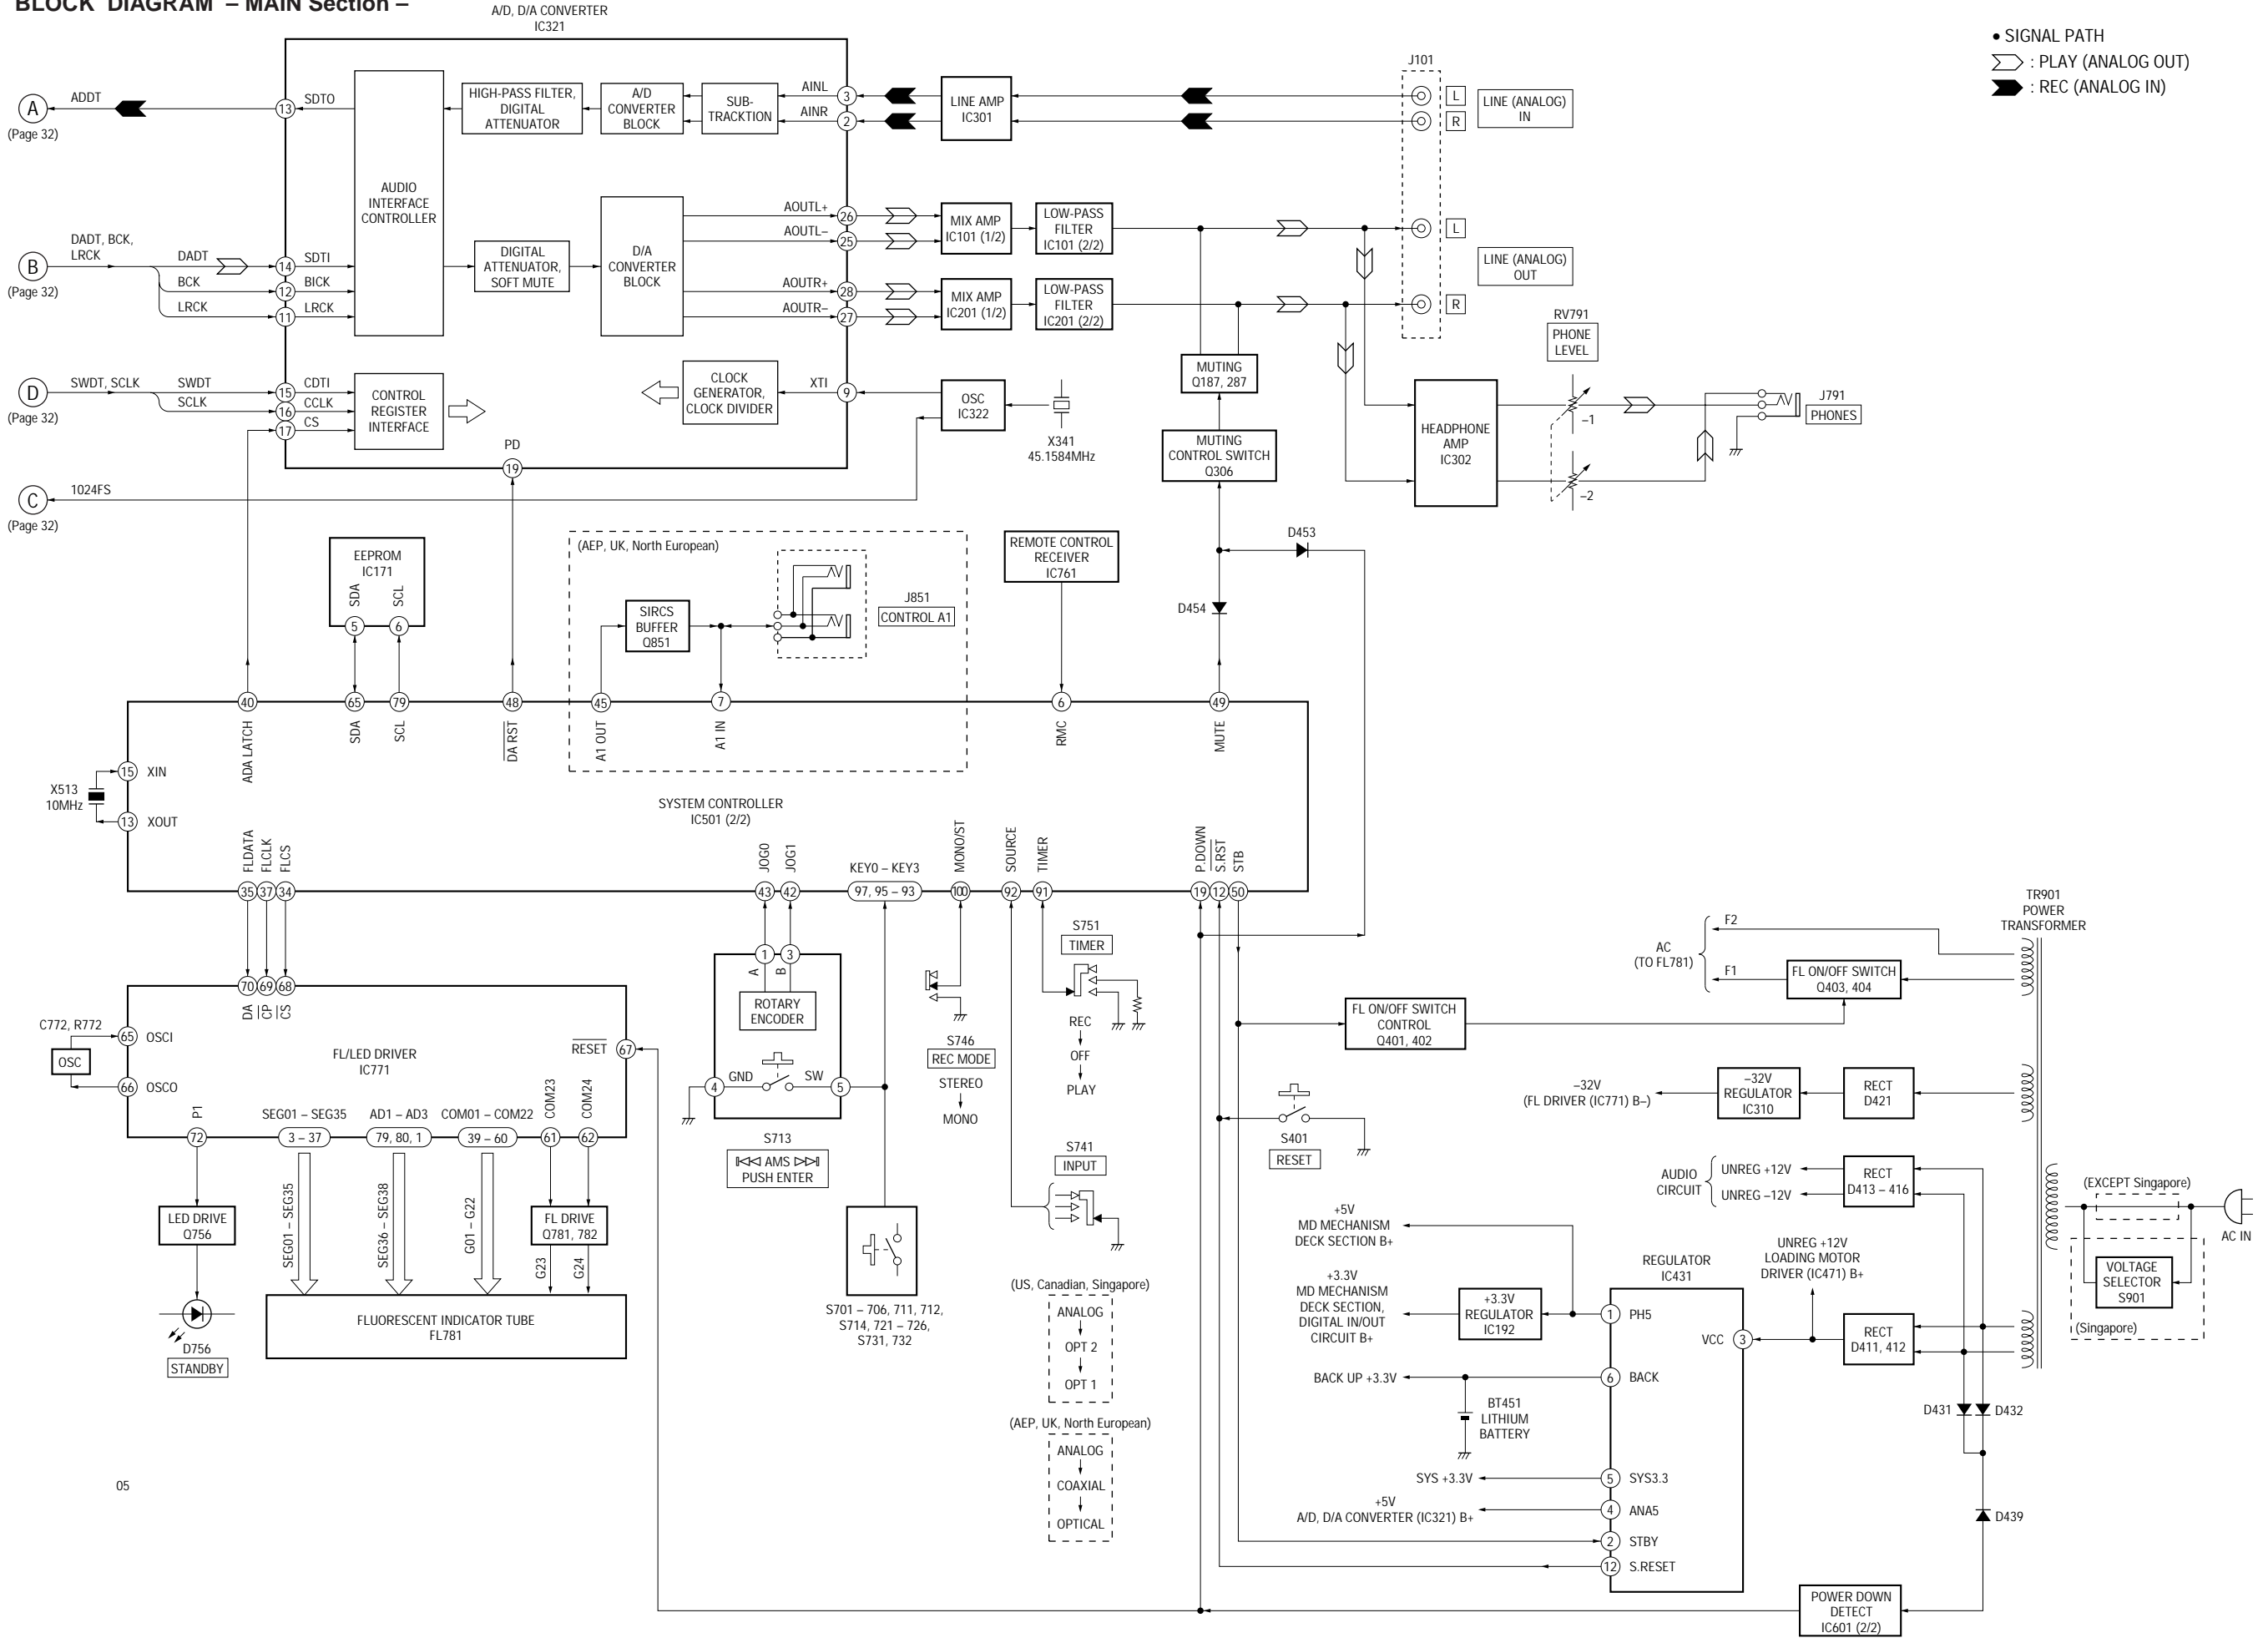 BLOCK DIAGRAM – MAIN Section –
A/D, D/A CONVERTER
IC321
• SIGNAL PATH
: PLAY (ANALOG OUT)
: REC (ANALOG IN)
A
(Page 32)
ADDT
13
SDTO
AUDIO
INTERFACE
CONTROLLER
HIGH-PASS FILTER,
DIGITAL
ATTENUATOR
A/D
CONVERTER
BLOCK
SUB-
TRACKTION
AINL
3
AINR
2
LINE AMP
IC301
J101
L
R
LINE (ANALOG)
IN
B
(Page 32)
DADT, BCK,
LRCK
DADT
BCK
LRCK
14
SDTI
12
BICK
11
LRCK
DIGITAL
ATTENUATOR,
SOFT MUTE
D/A
CONVERTER
BLOCK
AOUTL+
26
AOUTL–
25
AOUTR+
28
AOUTR–
27
MIX AMP
IC101 (1/2)
LOW-PASS
FILTER
IC101 (2/2)
MIX AMP
IC201 (1/2)
LOW-PASS
FILTER
IC201 (2/2)
L
R
LINE (ANALOG)
OUT
D
(Page 32)
SWDT, SCLK
SWDT
SCLK
15
CDTI
16
CCLK
17
CS
CONTROL
REGISTER
INTERFACE
CLOCK
GENERATOR,
CLOCK DIVIDER
XTI
9
PD
19
OSC
IC322
X341
45.1584MHz
MUTING
Q187, 287
MUTING
CONTROL SWITCH
Q306
RV791
PHONE
LEVEL
HEADPHONE
AMP
IC302
–1
–2
J791
PHONES
C
(Page 32)
1024FS
EEPROM
IC171
SDA
SCL
5
6
(AEP, UK, North European)
SIRCS
BUFFER
Q851
J851
CONTROL A1
REMOTE CONTROL
RECEIVER
IC761
D453
D454
40
65
79
48
45
7
6
49
ADA LATCH
SDA
SCL
DA RST
A1 OUT
A1 IN
RMC
MUTE
X513
10MHz
15
XIN
13
XOUT
SYSTEM CONTROLLER
IC501 (2/2)
FLDATA
FLCLK
FLCS
JOG0
JOG1
KEY0 – KEY3
MONO/ST
SOURCE
TIMER
P.DOWN
S.RST
STB
35
37
34
43
42
97, 95 – 93
100
92
91
19
12
50
70
69
68
DA
CP
CS
C772, R772
OSC
65
OSCI
66
OSCO
FL/LED DRIVER
IC771
RESET
67
P1
SEG01 – SEG35
AD1 – AD3
COM01 – COM22
COM23
COM24
72
3 – 37
79, 80, 1
39 – 60
61
62
LED DRIVE
Q756
SEG01 – SEG35
SEG36 – SEG38
G01 – G22
FL DRIVE
Q781, 782
G23
G24
D756
STANDBY
FLUORESCENT INDICATOR TUBE
FL781
1
3
A
B
ROTARY
ENCODER
4
GND
SW
5
S713
AMS
PUSH ENTER
S701 – 706, 711, 712,
S714, 721 – 726,
S731, 732
S746
REC MODE
STEREO
MONO
S751
TIMER
REC
OFF
PLAY
S741
INPUT
(US, Canadian, Singapore)
ANALOG
OPT 2
OPT 1
(AEP, UK, North European)
ANALOG
COAXIAL
OPTICAL
S401
RESET
FL ON/OFF SWITCH
CONTROL
Q401, 402
AC
(TO FL781)
F2
F1
FL ON/OFF SWITCH
Q403, 404
TR901
POWER
TRANSFORMER
–32V
(FL DRIVER (IC771) B–)
–32V
REGULATOR
IC310
RECT
D421
AUDIO
CIRCUIT
UNREG +12V
UNREG –12V
RECT
D413 – 416
(EXCEPT Singapore)
AC IN
VOLTAGE
SELECTOR
S901
(Singapore)
+5V
MD MECHANISM
DECK SECTION B+
+3.3V
MD MECHANISM
DECK SECTION,
DIGITAL IN/OUT
CIRCUIT B+
+3.3V
REGULATOR
IC192
REGULATOR
IC431
UNREG +12V
LOADING MOTOR
DRIVER (IC471) B+
1
PH5
VCC
3
RECT
D411, 412
BACK UP +3.3V
6
BACK
BT451
LITHIUM
BATTERY
D431
D432
SYS +3.3V
5
SYS3.3
+5V
A/D, D/A CONVERTER (IC321) B+
4
ANA5
2
STBY
12
S.RESET
D439
POWER DOWN
DETECT
IC601 (2/2)
05